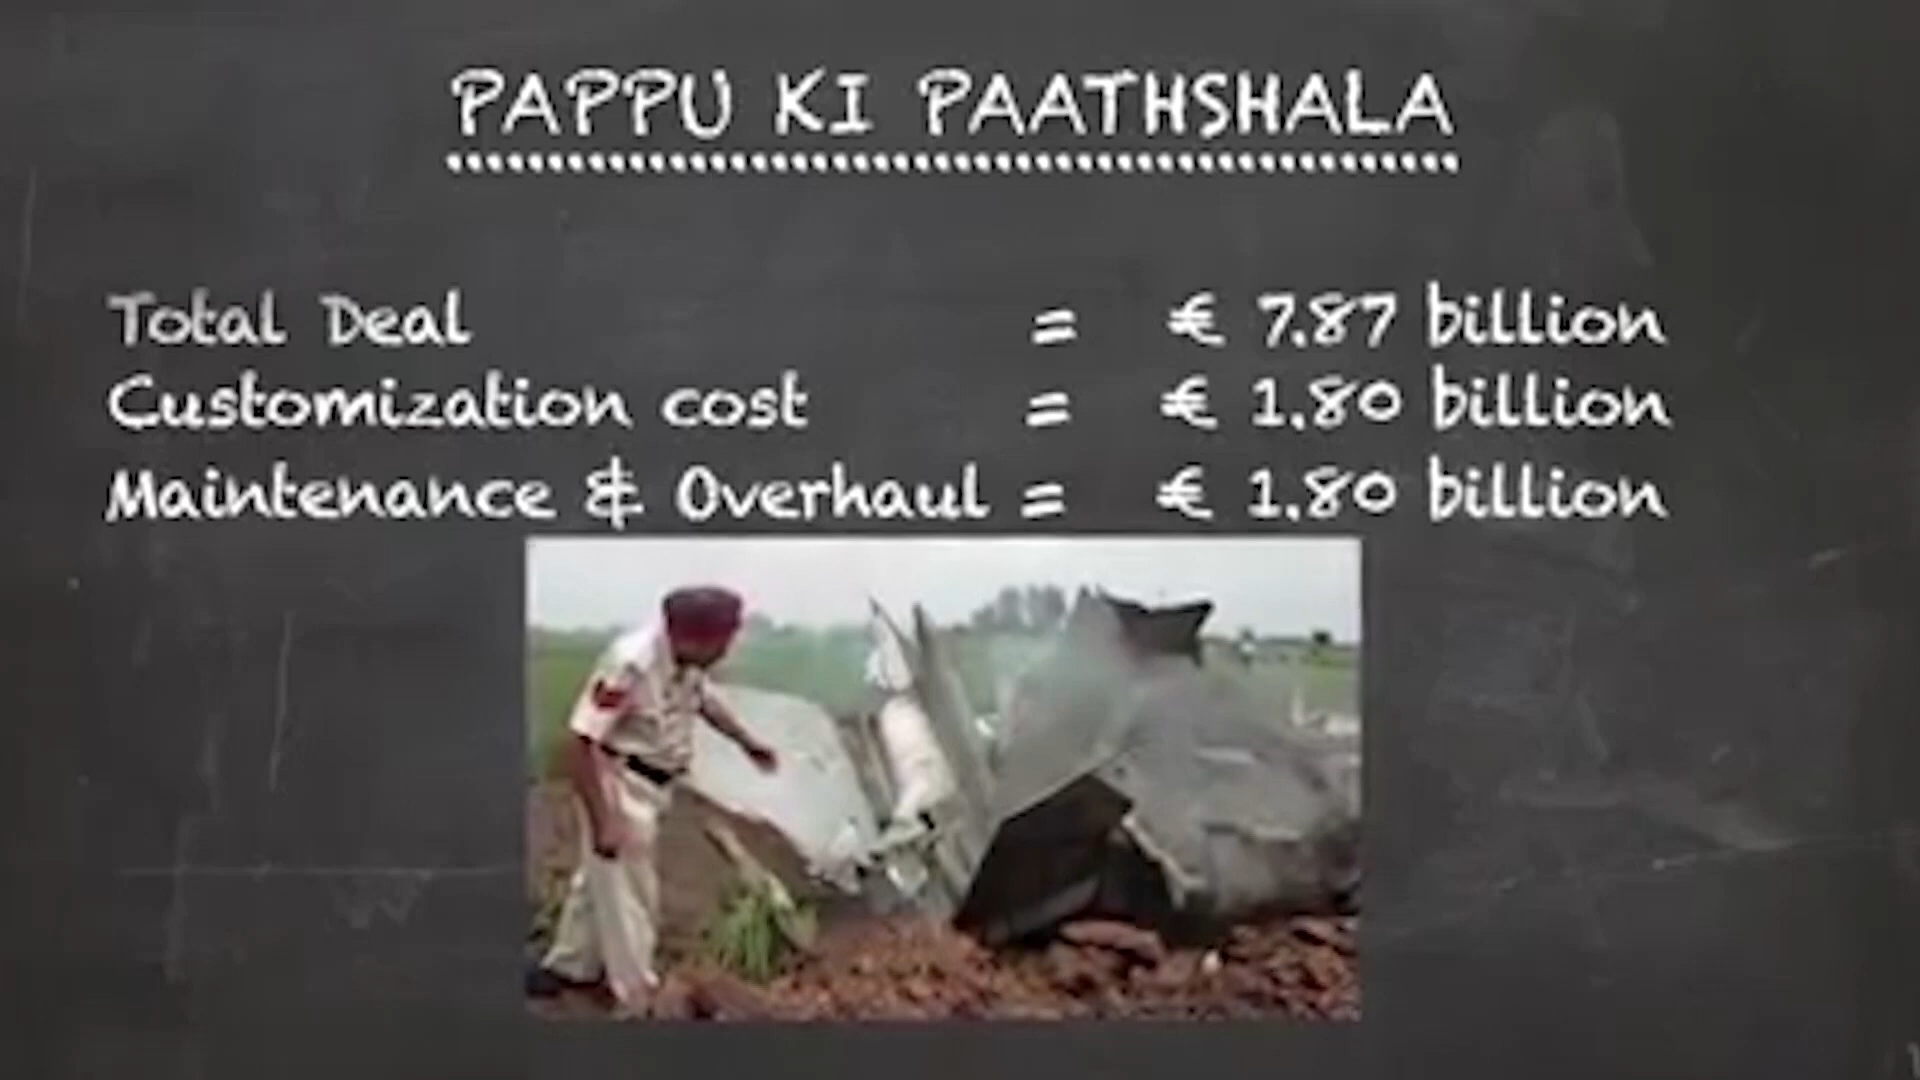 PAPPU KI PAATHSHALA
Total Deal = € 7.87 billion
Customization cost = € 1.80 billion
Maintenance & Overhaul = € 1.80 billion